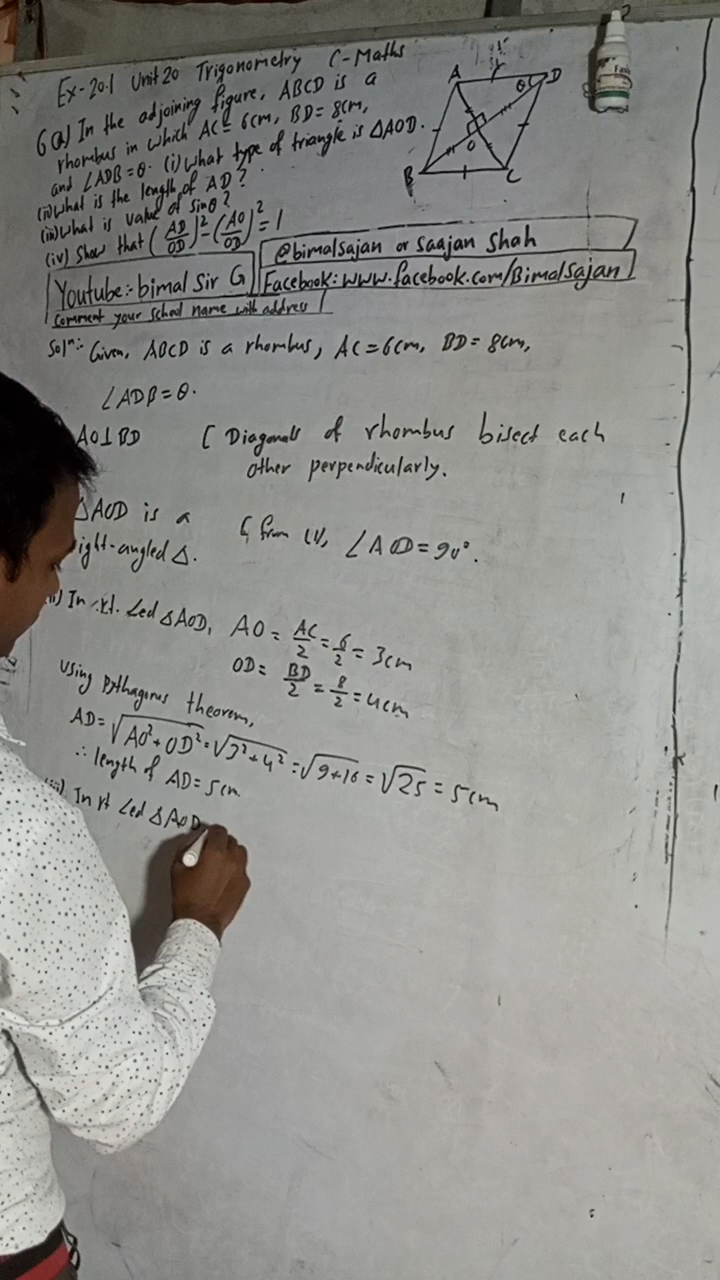 Ex-20.1 Unit 20 Trigonometry C-Maths
6(a) In the adjoining figure, ABCD is a
rhombus in which AC= 6cm, BD= 8cm,
and ∠ADB=θ. (i) what type of triangle is ΔAOD.
(ii) what is the length of AD?
(iii) what is value of sinθ?
(iv) Show that (AD/OD)²-(AO/OD)²=1
A
θ
D
O
B
C
@bimalsajan or Saajan Shah
Youtube:- bimal Sir G
Facebook: www.facebook.com/Bimalsajan
Comment your school name with address
Solⁿ:- Given, ABCD is a rhombus, AC=6cm, BD=8cm,
∠ADB=θ.
AO⊥BD [ Diagonals of rhombus bisect each
other perpendicularly.
ΔAOD is a [ from (i), ∠AOD=90°.
ight-angled Δ.
) In rt. ∠ed ΔAOD, AO = AC/2 = 6/2 = 3cm
OD= BD/2 = 8/2 = 4cm
Using pythagorus theorem,
AD=√AO²+OD² = √3²+4² = √9+16 = √25 = 5cm
∴ length of AD=5cm
(iii) In rt ∠ed ΔAOD